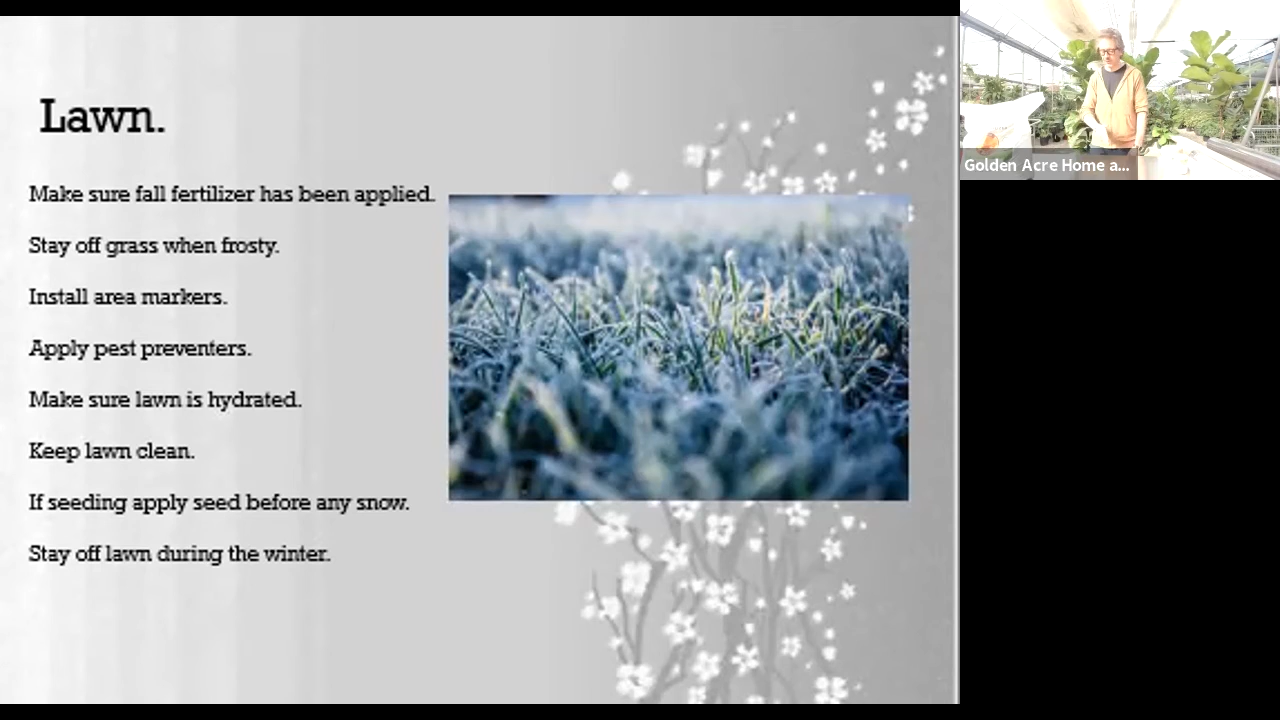 Lawn.
Make sure fall fertilizer has been applied.
Stay off grass when frosty.
Install area markers.
Apply pest preventers.
Make sure lawn is hydrated.
Keep lawn clean.
If seeding apply seed before any snow.
Stay off lawn during the winter.
Golden Acre Home a...